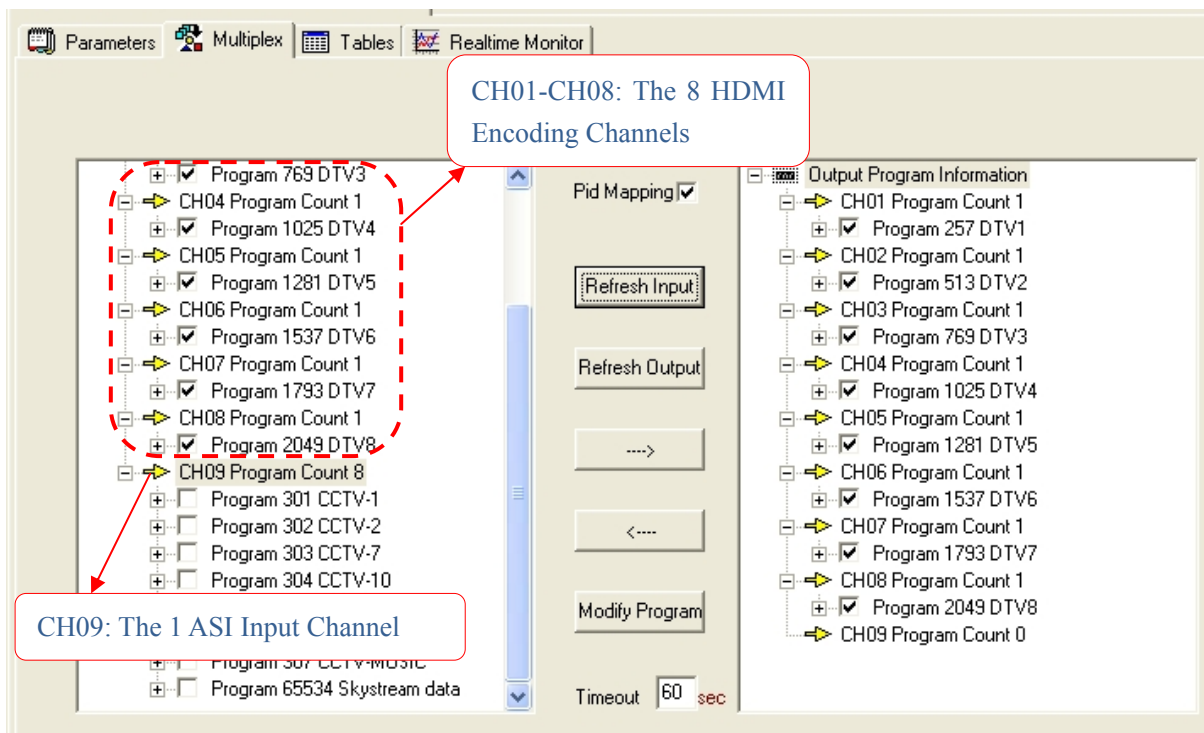 Parameters
Multiplex
Tables
Realtime Monitor
CH01-CH08: The 8 HDMI
Encoding Channels
Program 769 DTV3
CH04 Program Count 1
Program 1025 DTV4
CH05 Program Count 1
Program 1281 DTV5
CH06 Program Count 1
Program 1537 DTV6
CH07 Program Count 1
Program 1793 DTV7
CH08 Program Count 1
Program 2049 DTV8
CH09 Program Count 8
Program 301 CCTV-1
Program 302 CCTV-2
Program 303 CCTV-7
Program 304 CCTV-10
CH09: The 1 ASI Input Channel
Program 307 CCTV-MUSIC
Program 65534 Skystream data
Pid Mapping
Refresh Input
Refresh Output
---->
<----
Modify Program
Timeout 60 sec
Output Program Information
CH01 Program Count 1
Program 257 DTV1
CH02 Program Count 1
Program 513 DTV2
CH03 Program Count 1
Program 769 DTV3
CH04 Program Count 1
Program 1025 DTV4
CH05 Program Count 1
Program 1281 DTV5
CH06 Program Count 1
Program 1537 DTV6
CH07 Program Count 1
Program 1793 DTV7
CH08 Program Count 1
Program 2049 DTV8
CH09 Program Count 0